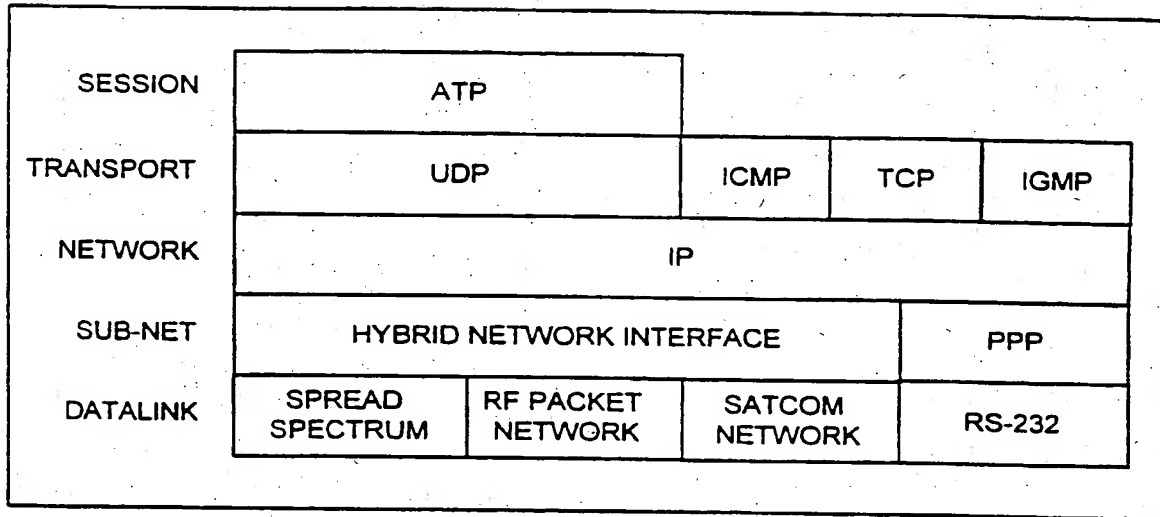 SESSION
ATP
TRANSPORT
UDP
ICMP
TCP
IGMP
NETWORK
IP
SUB-NET
HYBRID NETWORK INTERFACE
PPP
DATALINK
SPREAD
SPECTRUM
RF PACKET
NETWORK
SATCOM
NETWORK
RS-232